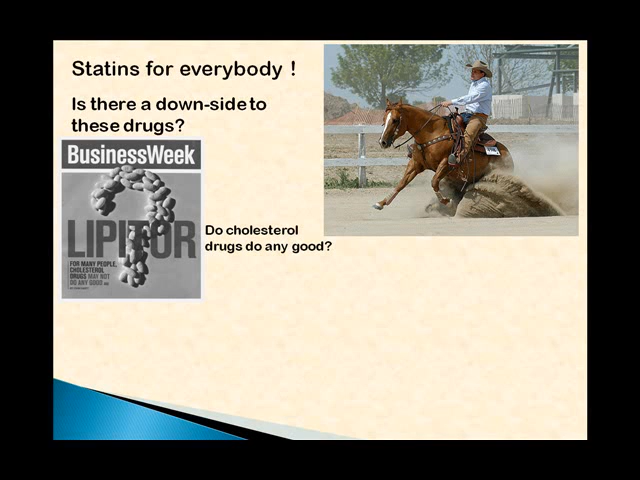 Statins for everybody !
Is there a down-side to
these drugs?
BusinessWeek
LIPITOR
FOR MANY PEOPLE,
CHOLESTEROL
DRUGS MAY NOT
DO ANY GOOD
Do cholesterol
drugs do any good?